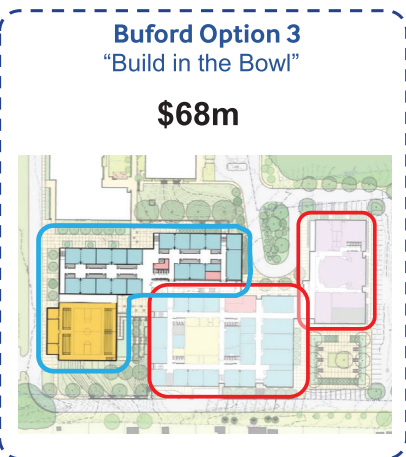 Buford Option 3
“Build in the Bowl”
$68m